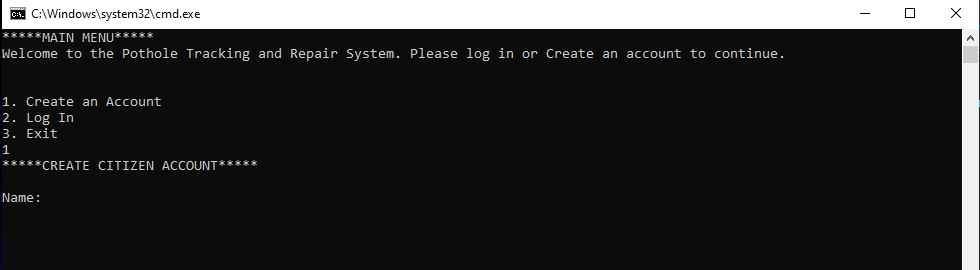 C:\Windows\system32\cmd.exe
*****MAIN MENU*****
Welcome to the Pothole Tracking and Repair System. Please log in or Create an account to continue.
1. Create an Account
2. Log In
3. Exit
1
*****CREATE CITIZEN ACCOUNT*****
Name: